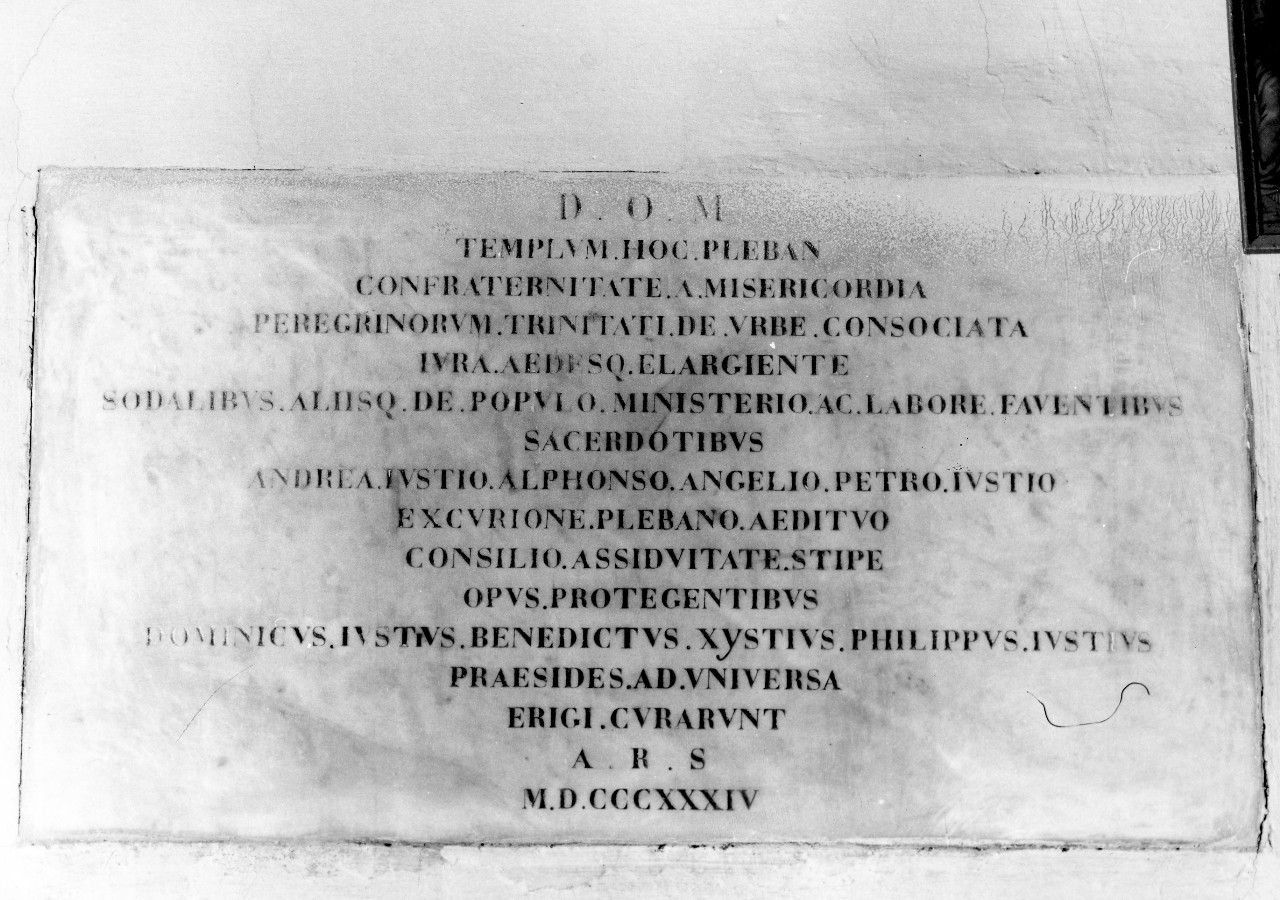 D . O . M
TEMPLVM.HOC.PLEBAN
CONFRATERNITATE.A.MISERICORDIA
PEREGRINORVM.TRINITATI.DE.VRBE.CONSOCIATA
IVRA.AEDESQ.ELARGIENTE
SODALIBVS.ALIISQ.DE.POPVLO.MINISTERIO.AC.LABORE.FAVENTIBVS
SACERDOTIBVS
ANDREA.IVSTIO.ALPHONSO.ANGELIO.PETRO.IVSTIO
EXCVRIONE.PLEBANO.AEDITVO
CONSILIO.ASSIDVITATE.STIPE
OPVS.PROTEGENTIBVS
DOMINICVS.IVSTIVS.BENEDICTVS.XySTIVS.PHILIPPVS.IVSTIVS
PRAESIDES.AD.VNIVERSA
ERIGI.CVRARVNT
A . R . S
M.D.CCCXXXIV